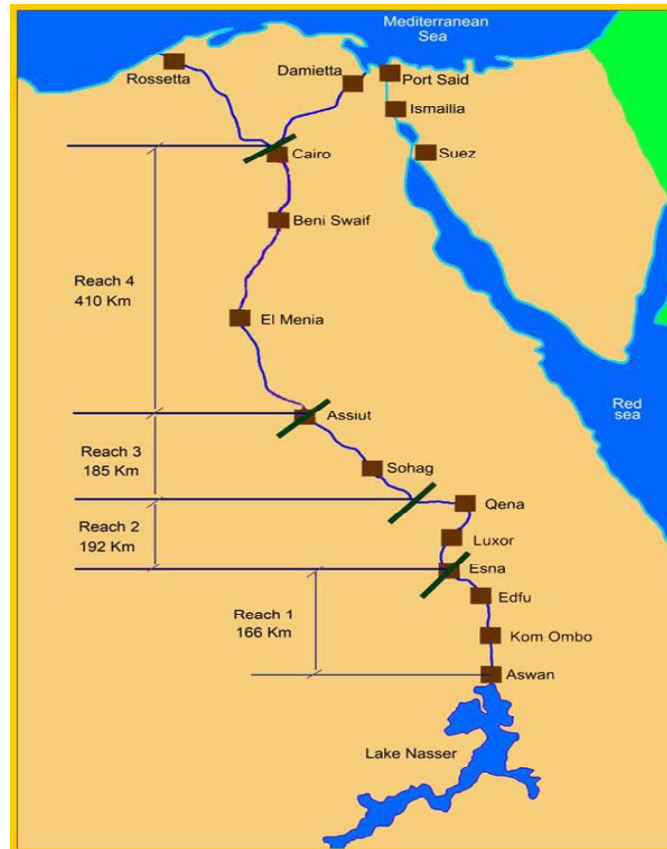 Mediterranean
Sea
Rossetta
Damietta
Port Said
Ismailia
Cairo
Suez
Beni Swaif
Reach 4
410 Km
El Menia
Red
sea
Assiut
Reach 3
185 Km
Sohag
Qena
Reach 2
192 Km
Luxor
Esna
Edfu
Reach 1
166 Km
Kom Ombo
Aswan
Lake Nasser